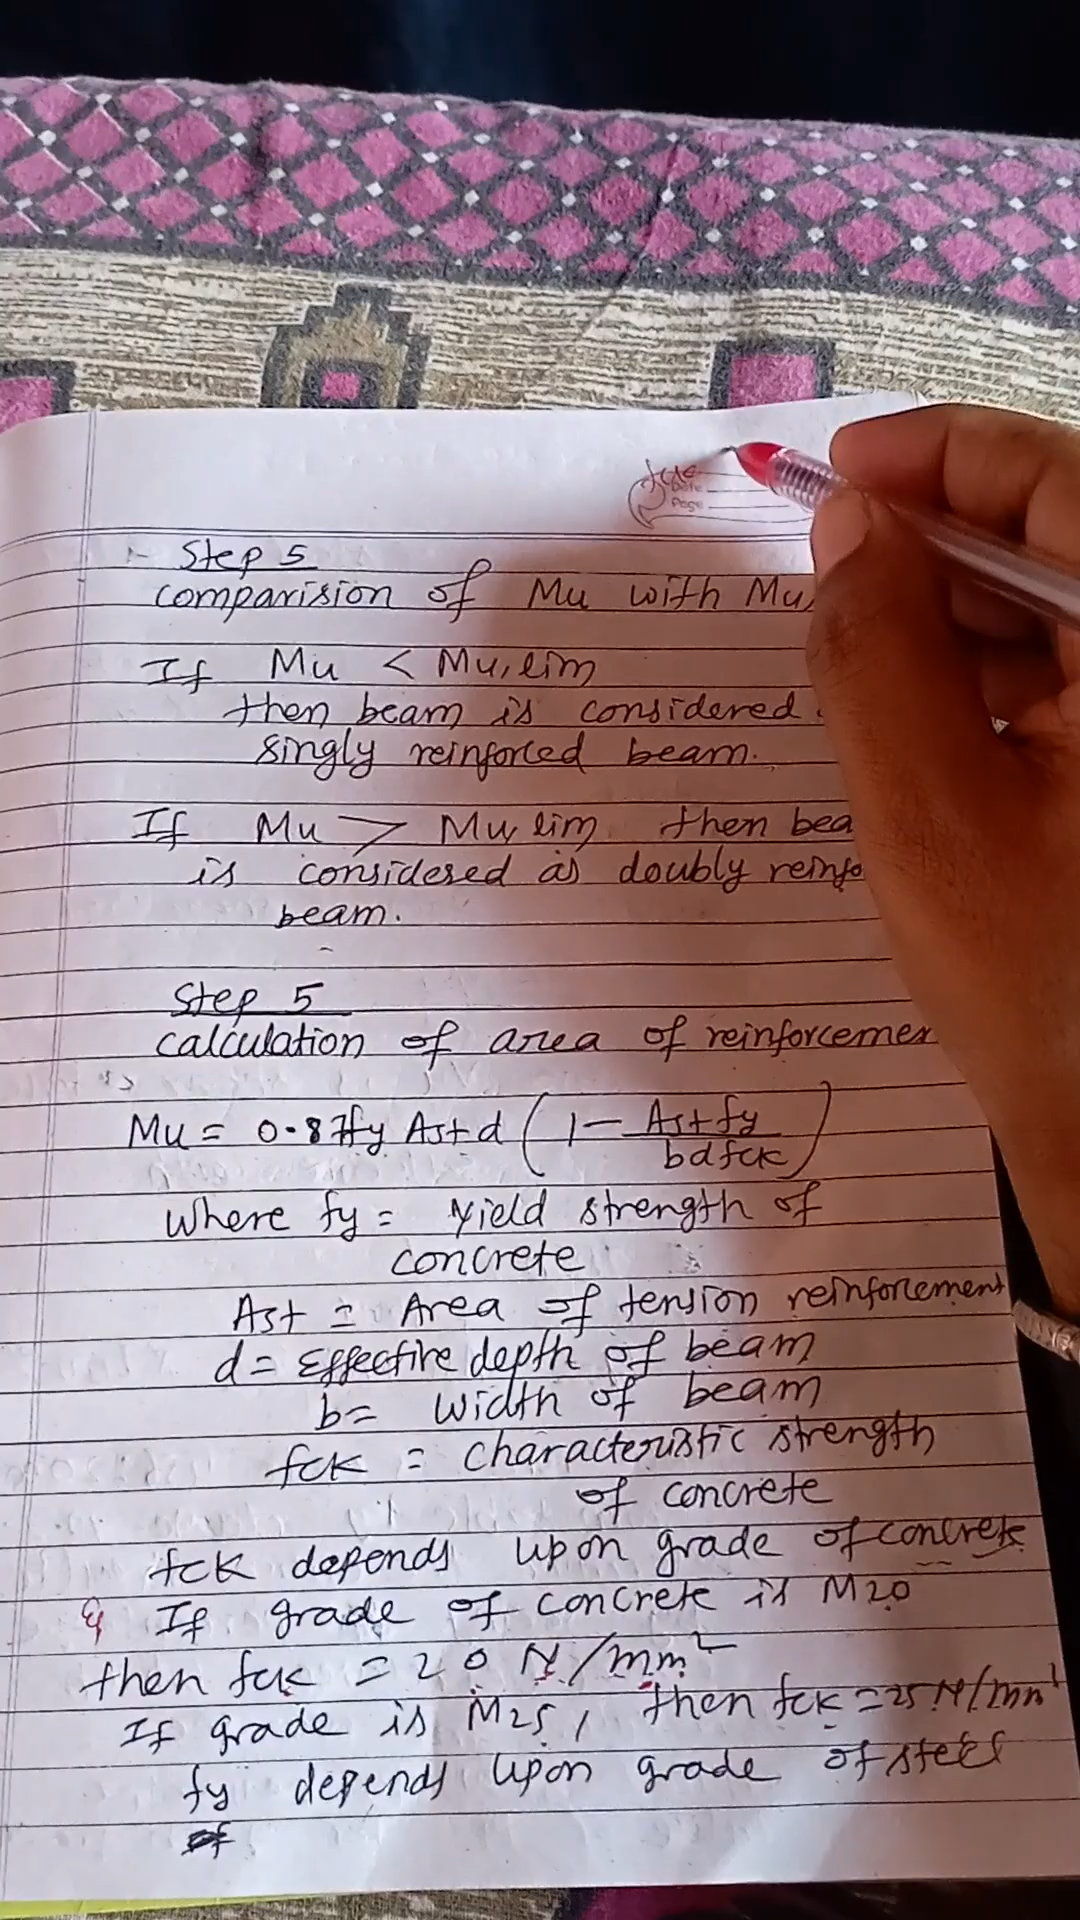 fck
Date
Page
Step 5
comparision of Mu with Mu,
If Mu < Mu, lim
then beam is considered
singly reinforced beam.
If Mu > Mu, lim then bea
is considered as doubly reinfo
beam.
Step 5
calculation of area of reinforcemen
Mu = 0.87fy Ast d ( 1 - Ast fy / bd fck )
Where fy = yield strength of
concrete
Ast = Area of tension reinforcement
d = Effective depth of beam
b = width of beam
fck = characteristic strength
of concrete
fck depends upon grade of concrete
If grade of concrete is M20
then fck = 20 N/mm²
If grade is M25, then fck = 25 N/mm²
fy depends upon grade of steel